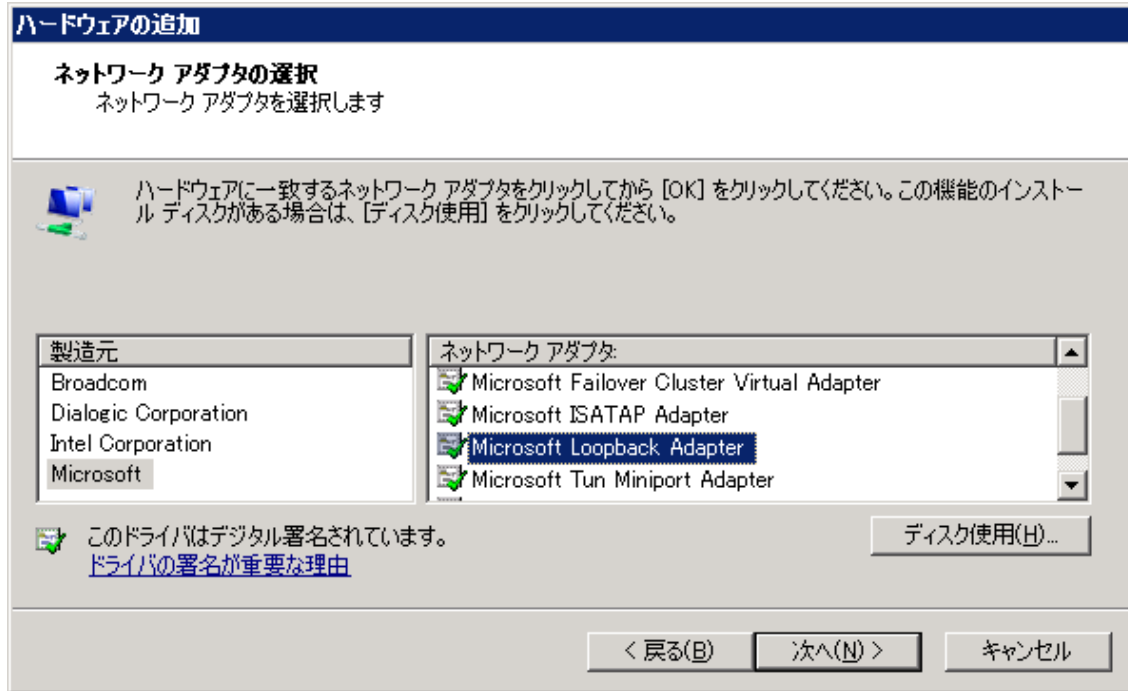 ハードウェアの追加
ネットワーク アダプタの選択
ネットワーク アダプタを選択します
ハードウェアに一致するネットワーク アダプタをクリックしてから [OK] をクリックしてください。この機能のインストー
ル ディスクがある場合は、[ディスク使用] をクリックしてください。
製造元
Broadcom
Dialogic Corporation
Intel Corporation
Microsoft
ネットワーク アダプタ:
Microsoft Failover Cluster Virtual Adapter
Microsoft ISATAP Adapter
Microsoft Loopback Adapter
Microsoft Tun Miniport Adapter
このドライバはデジタル署名されています。
ドライバの署名が重要な理由
ディスク使用(H)...
< 戻る(B)
次へ(N) >
キャンセル